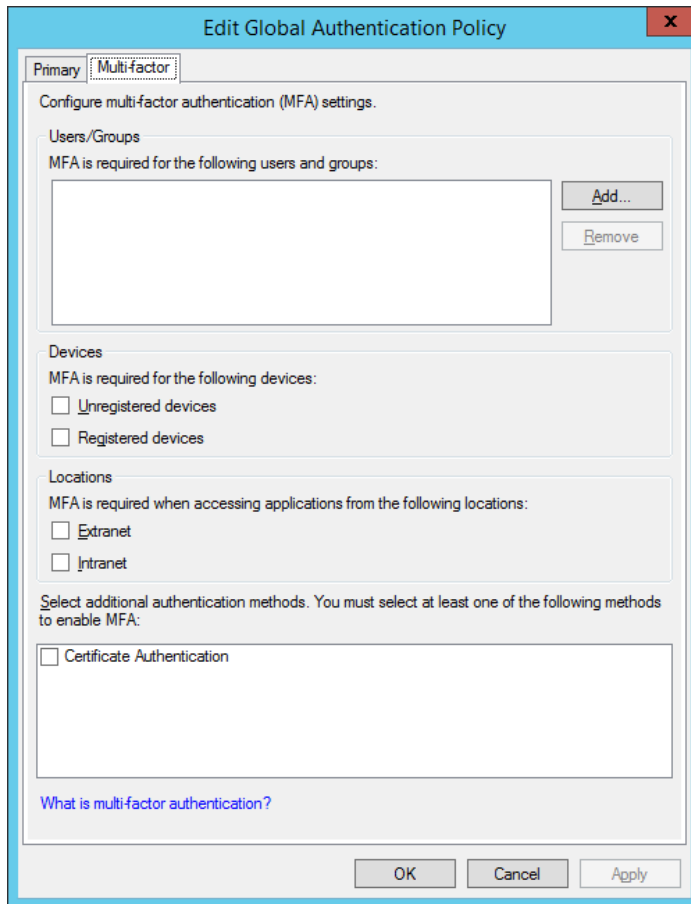 Edit Global Authentication Policy
x
Primary
Multi-factor
Configure multi-factor authentication (MFA) settings.
Users/Groups
MFA is required for the following users and groups:
Add...
Remove
Devices
MFA is required for the following devices:
Unregistered devices
Registered devices
Locations
MFA is required when accessing applications from the following locations:
Extranet
Intranet
Select additional authentication methods. You must select at least one of the following methods
to enable MFA:
Certificate Authentication
What is multi-factor authentication?
OK
Cancel
Apply